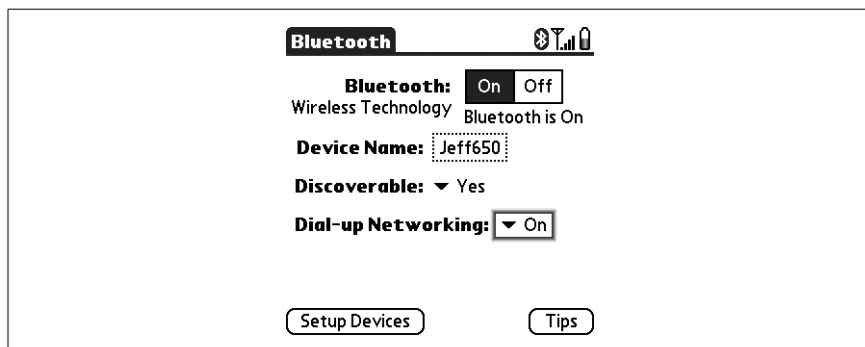 Bluetooth
Bluetooth: On Off
Wireless Technology Bluetooth is On
Device Name: Jeff650
Discoverable: Yes
Dial-up Networking: On
Setup Devices Tips